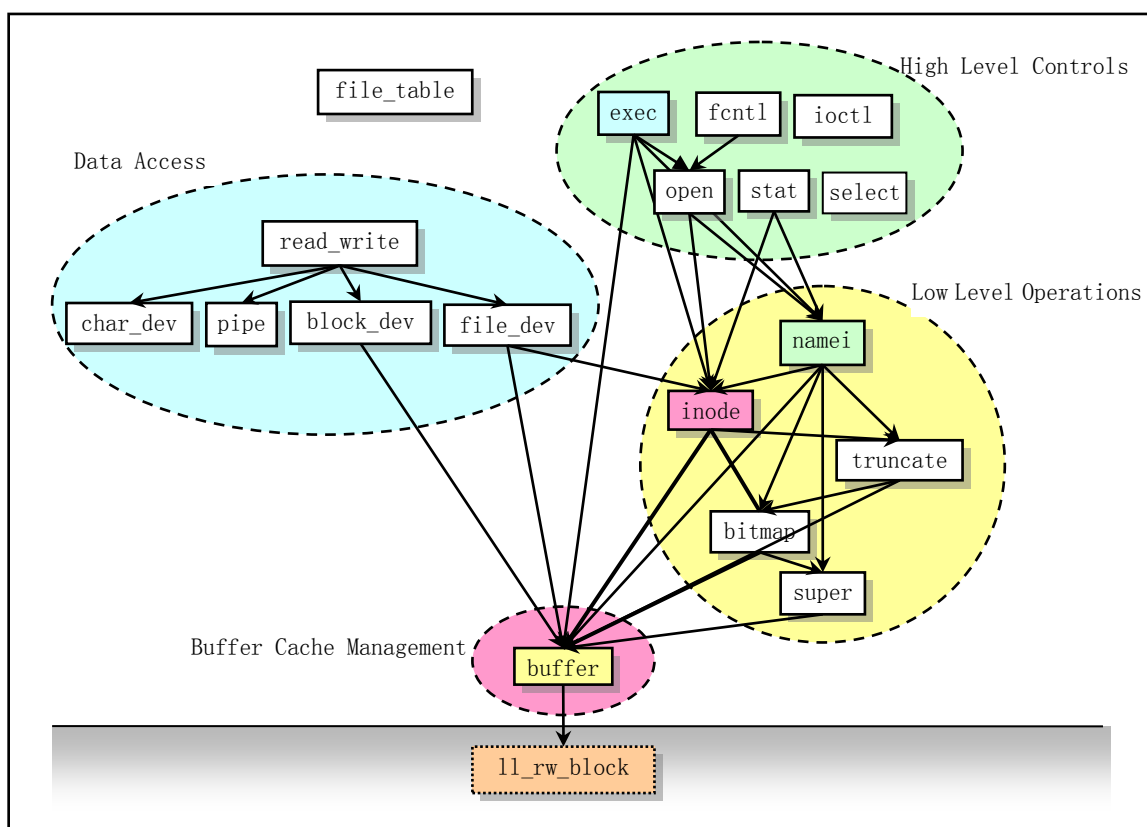 High Level Controls
file_table
exec
fcntl
ioctl
Data Access
open
stat
select
read_write
Low Level Operations
char_dev
pipe
block_dev
file_dev
namei
inode
truncate
bitmap
super
Buffer Cache Management
buffer
ll_rw_block